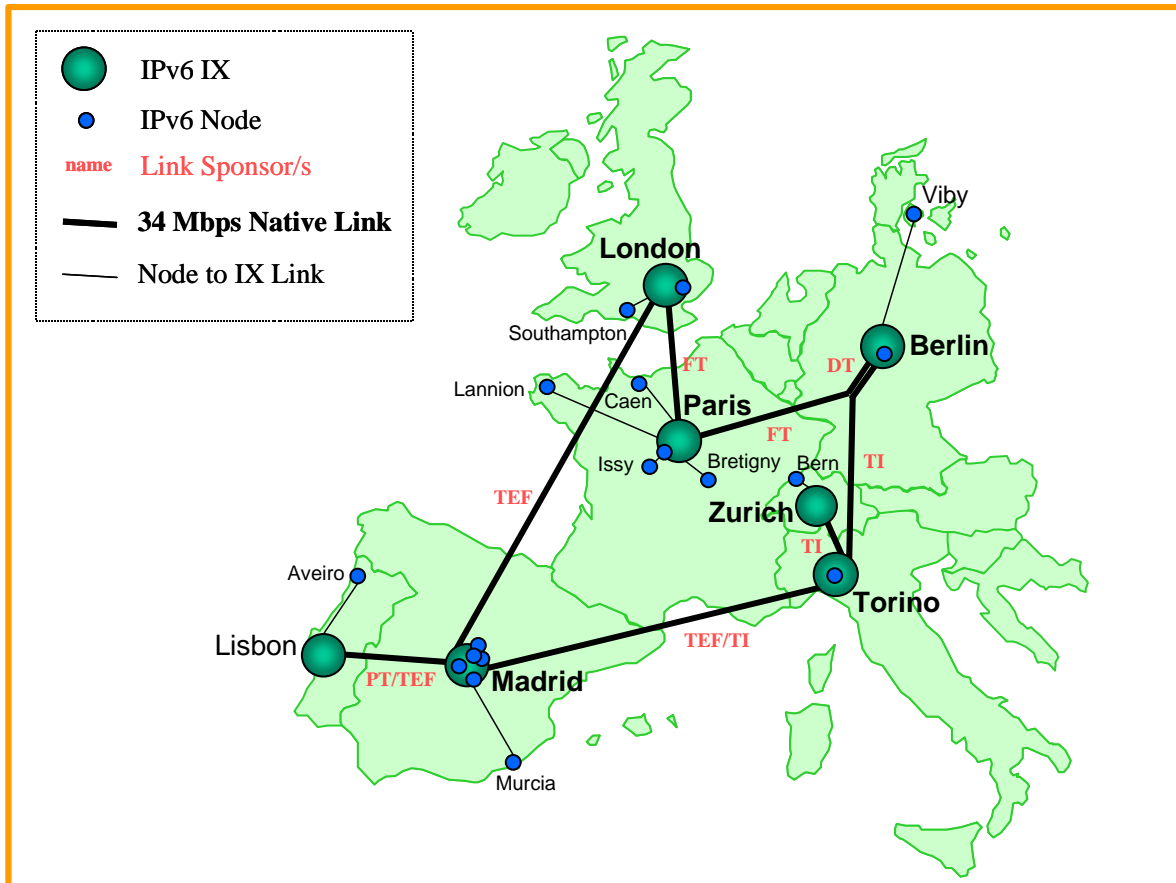 IPv6 IX
IPv6 Node
name Link Sponsor/s
34 Mbps Native Link
Node to IX Link
Viby
London
Southampton
Berlin
DT
FT
Lannion
Caen
Paris
FT
TI
Issy
Bretigny
Bern
Zurich
TEF
TI
Aveiro
Torino
Lisbon
TEF/TI
PT/TEF
Madrid
Murcia